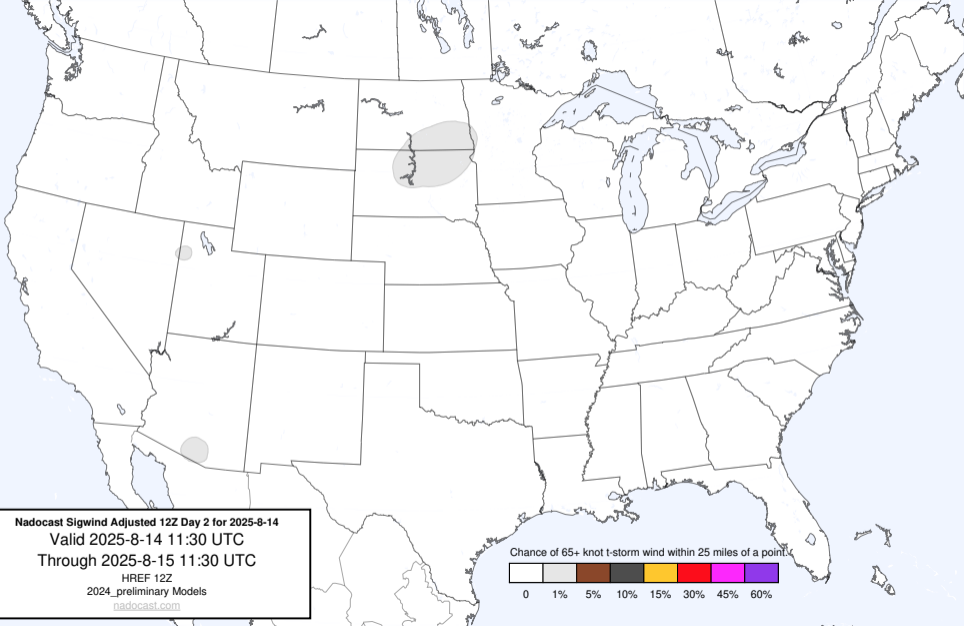 Nadocast Sigwind Adjusted 12Z Day 2 for 2025-8-14
Valid 2025-8-14 11:30 UTC
Through 2025-8-15 11:30 UTC
HREF 12Z
2024_preliminary Models
nadocast.com
Chance of 65+ knot t-storm wind within 25 miles of a point.
0 1% 5% 10% 15% 30% 45% 60%